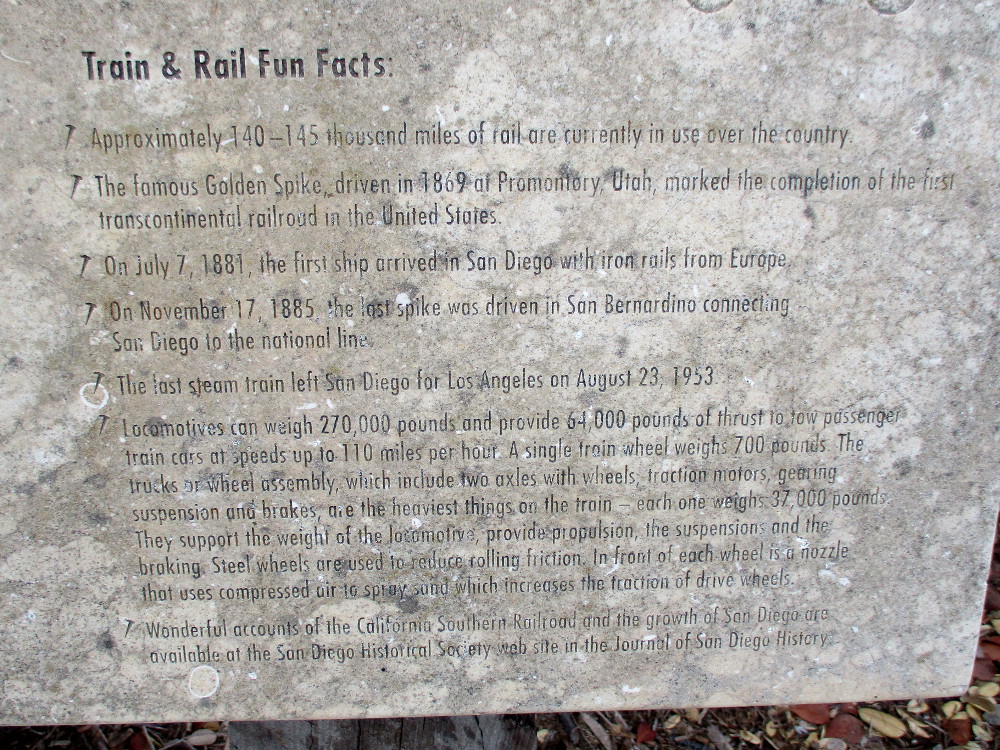 Train & Rail Fun Facts:
Approximately 140–145 thousand miles of rail are currently in use over the country.
The famous Golden Spike, driven in 1869 at Promontory, Utah, marked the completion of the first
transcontinental railroad in the United States.
On July 7, 1881, the first ship arrived in San Diego with iron rails from Europe.
On November 17, 1885, the last spike was driven in San Bernardino connecting
San Diego to the national line.
The last steam train left San Diego for Los Angeles on August 23, 1953.
Locomotives can weigh 270,000 pounds and provide 64,000 pounds of thrust to tow passenger
train cars at speeds up to 110 miles per hour. A single train wheel weighs 700 pounds. The
trucks or wheel assembly, which include two axles with wheels, traction motors, gearing
suspension and brakes, are the heaviest things on the train – each one weighs 37,000 pounds.
They support the weight of the locomotive, provide propulsion, the suspensions and the
braking. Steel wheels are used to reduce rolling friction. In front of each wheel is a nozzle
that uses compressed air to spray sand which increases the traction of drive wheels.
Wonderful accounts of the California Southern Railroad and the growth of San Diego are
available at the San Diego Historical Society web site in the Journal of San Diego History.